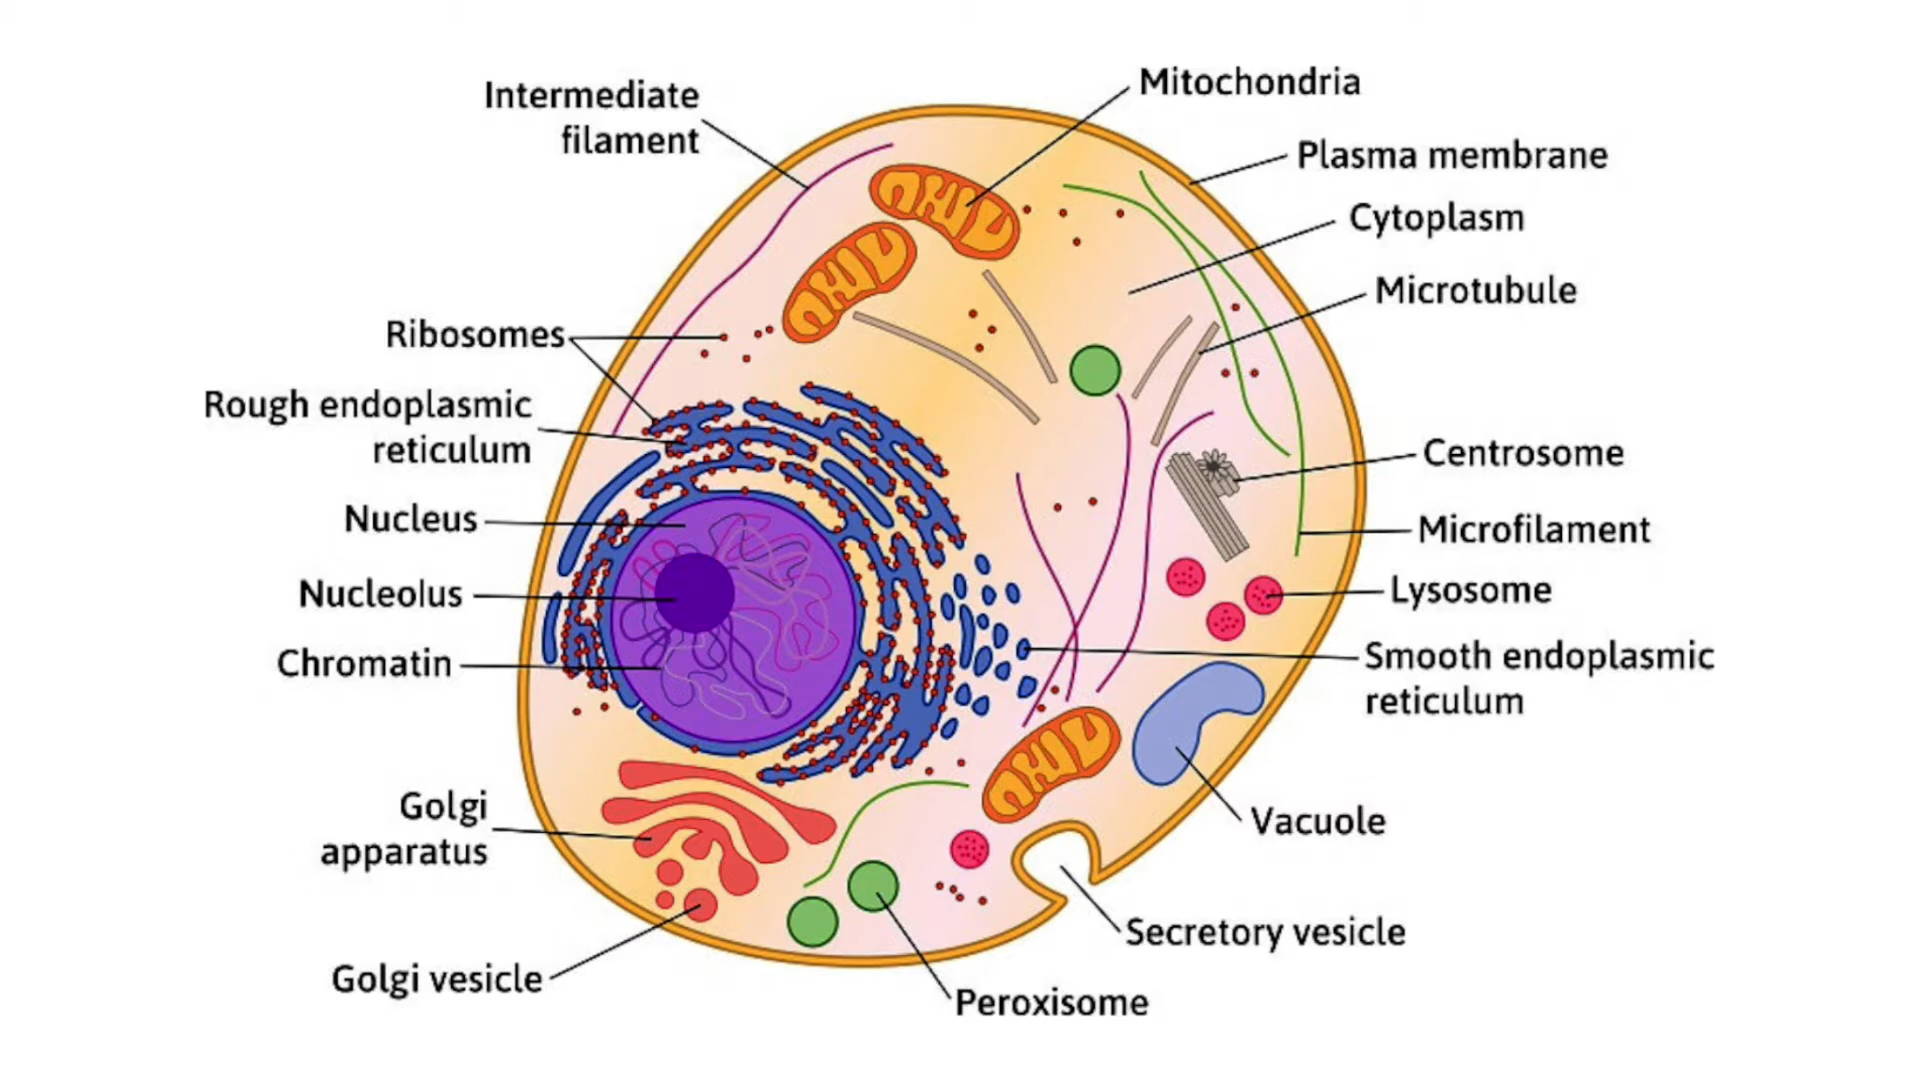 Intermediate
filament
Mitochondria
Plasma membrane
Cytoplasm
Microtubule
Ribosomes
Rough endoplasmic
reticulum
Nucleus
Nucleolus
Chromatin
Centrosome
Microfilament
Lysosome
Smooth endoplasmic
reticulum
Golgi
apparatus
Vacuole
Secretory vesicle
Golgi vesicle
Peroxisome